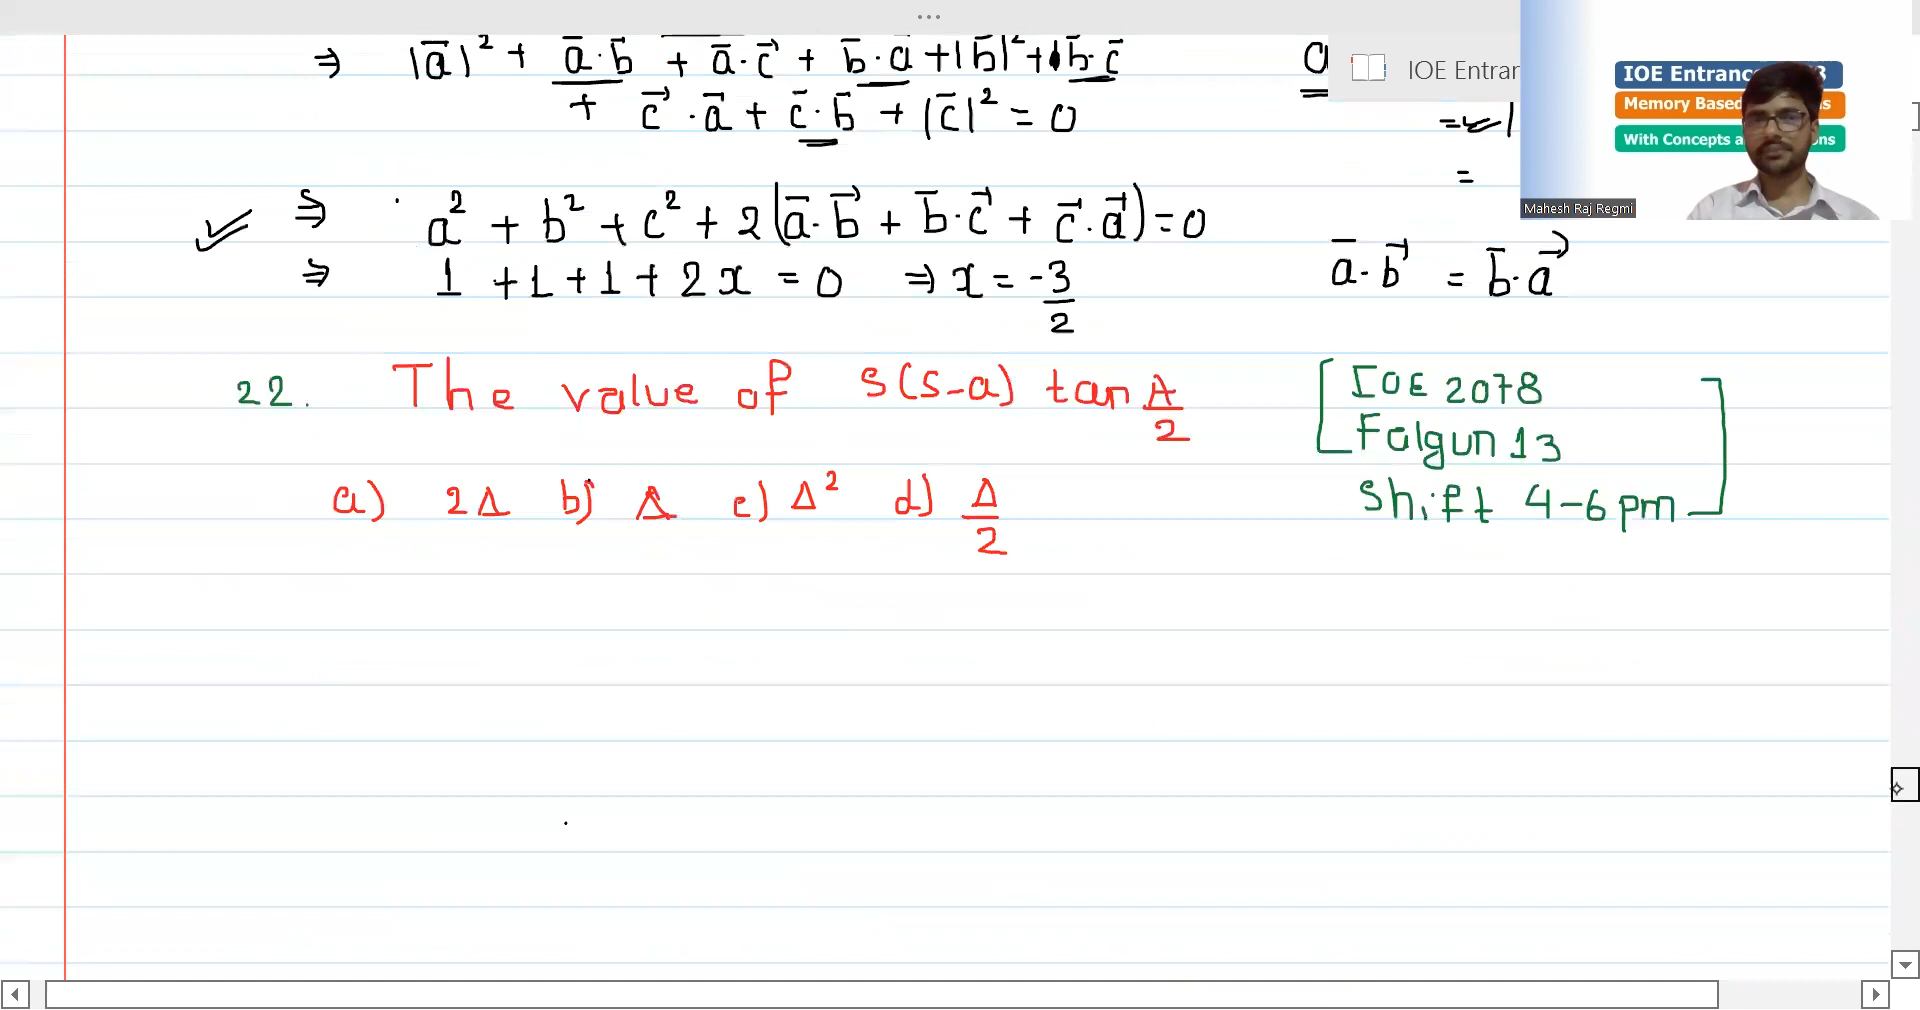 ⇒ |a̅|² + a̅·b̅ + a̅·c⃗ + b̅·a̅ + |b̅|² + b̅·c̅
+ c⃗·a̅ + c̅·b̅ + |c̅|² = 0
⇒ a² + b² + c² + 2(a̅·b⃗ + b̅·c⃗ + c⃗·a⃗) = 0
⇒ 1 + 1 + 1 + 2x = 0 ⇒ x = -3/2
a̅·b⃗ = b̅·a⃗
22. The value of s(s-a) tan A/2
a) 2Δ b) Δ c) Δ² d) Δ/2
[IOE 2078
Falgun 13
Shift 4-6 pm]
IOE Entran
IOE Entrance
Memory Based
With Concepts a
Mahesh Raj Regmi